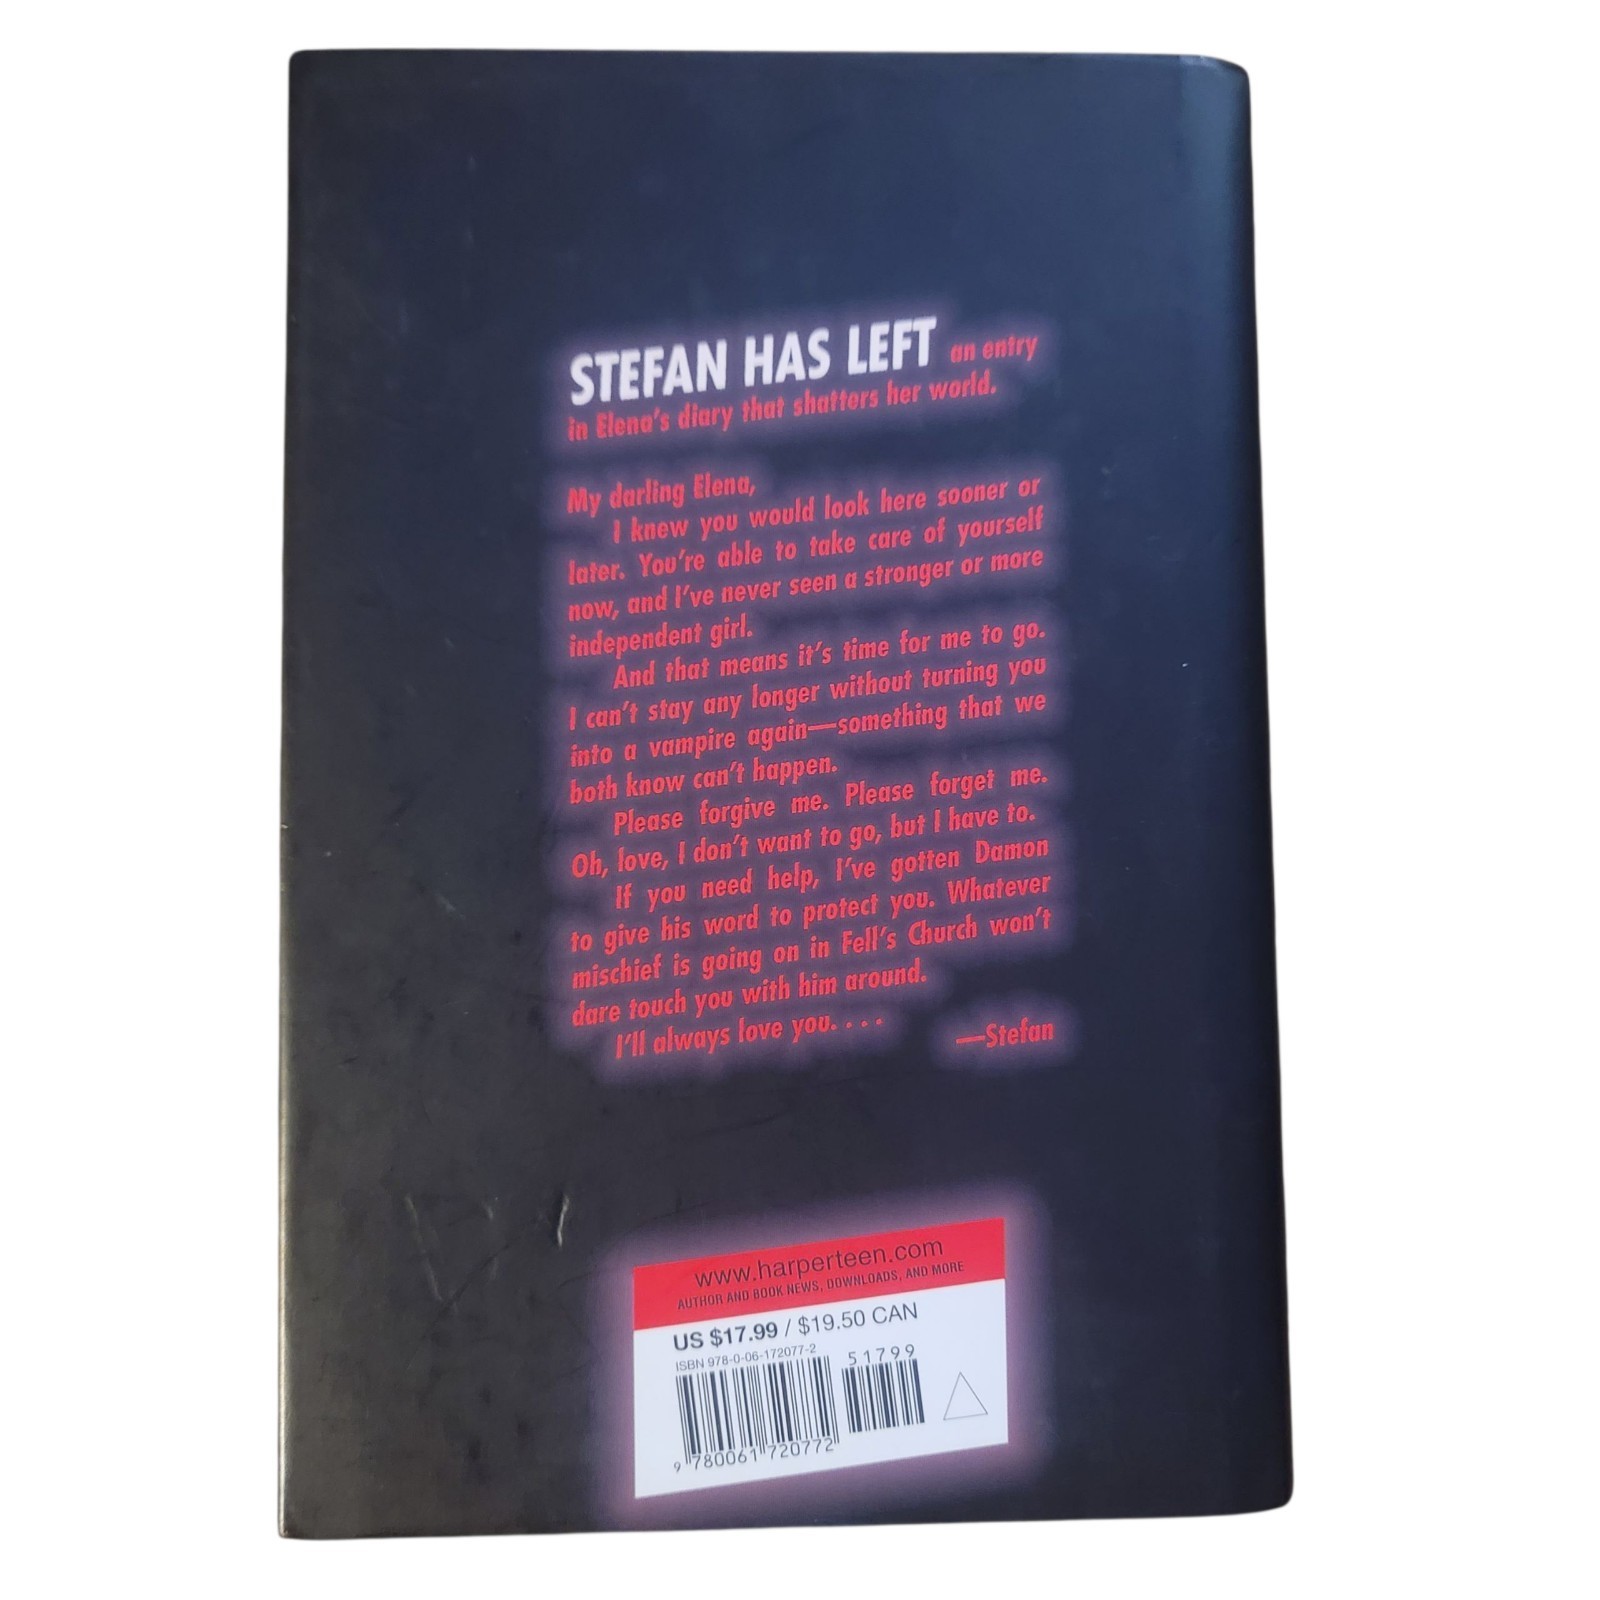 STEFAN HAS LEFT an entry
in Elena's diary that shatters her world.
My darling Elena,
I knew you would look here sooner or
later. You're able to take care of yourself
now, and I've never seen a stronger or more
independent girl.
And that means it's time for me to go.
I can't stay any longer without turning you
into a vampire again—something that we
both know can't happen.
Please forgive me. Please forget me.
Oh, love, I don't want to go, but I have to.
If you need help, I've gotten Damon
to give his word to protect you. Whatever
mischief is going on in Fell's Church won't
dare touch you with him around.
I'll always love you. . . .
—Stefan
www.harperteen.com
AUTHOR AND BOOK NEWS, DOWNLOADS, AND MORE
US $17.99 / $19.50 CAN
ISBN 978-0-06-172077-2
51799
9 780061 720772